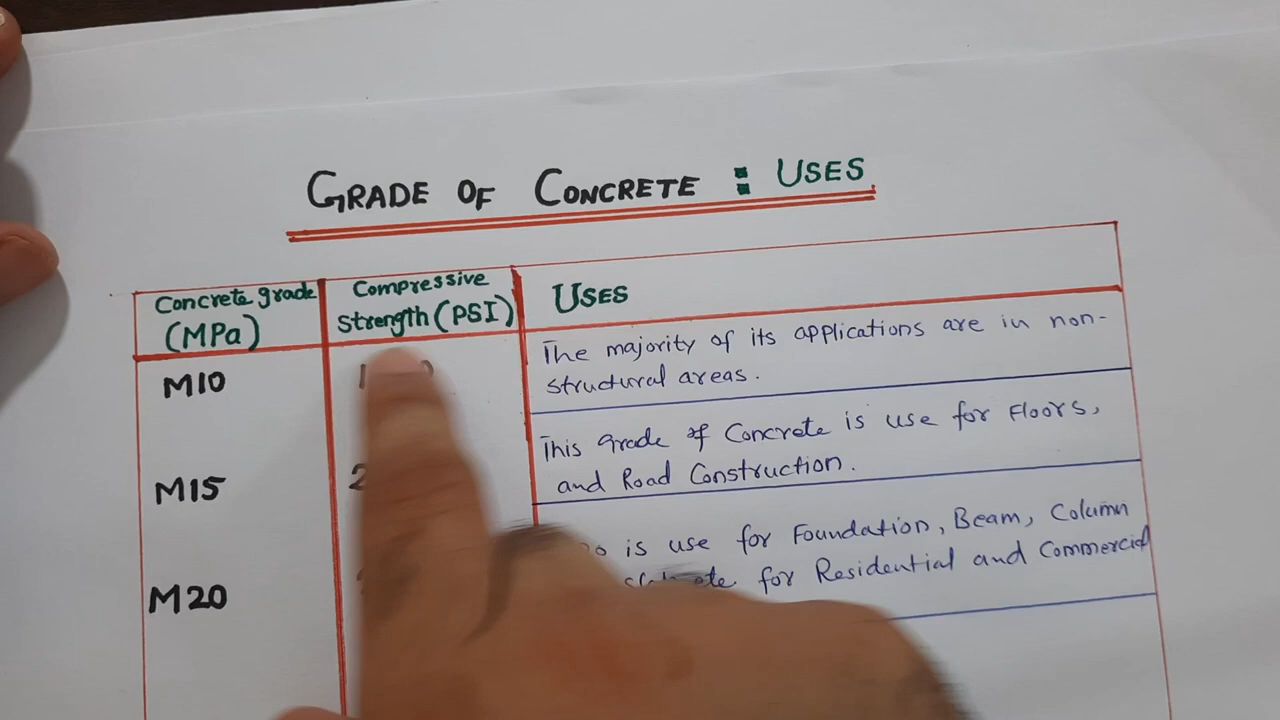 GRADE OF CONCRETE : USES
Concrete grade
(MPa)
Compressive
Strength (PSI)
USES
M10
The majority of its applications are in non-
structural areas.
M15
This Grade of Concrete is use for Floors,
and Road Construction.
M20
is use for Foundation, Beam, Column
for Residential and Commercial